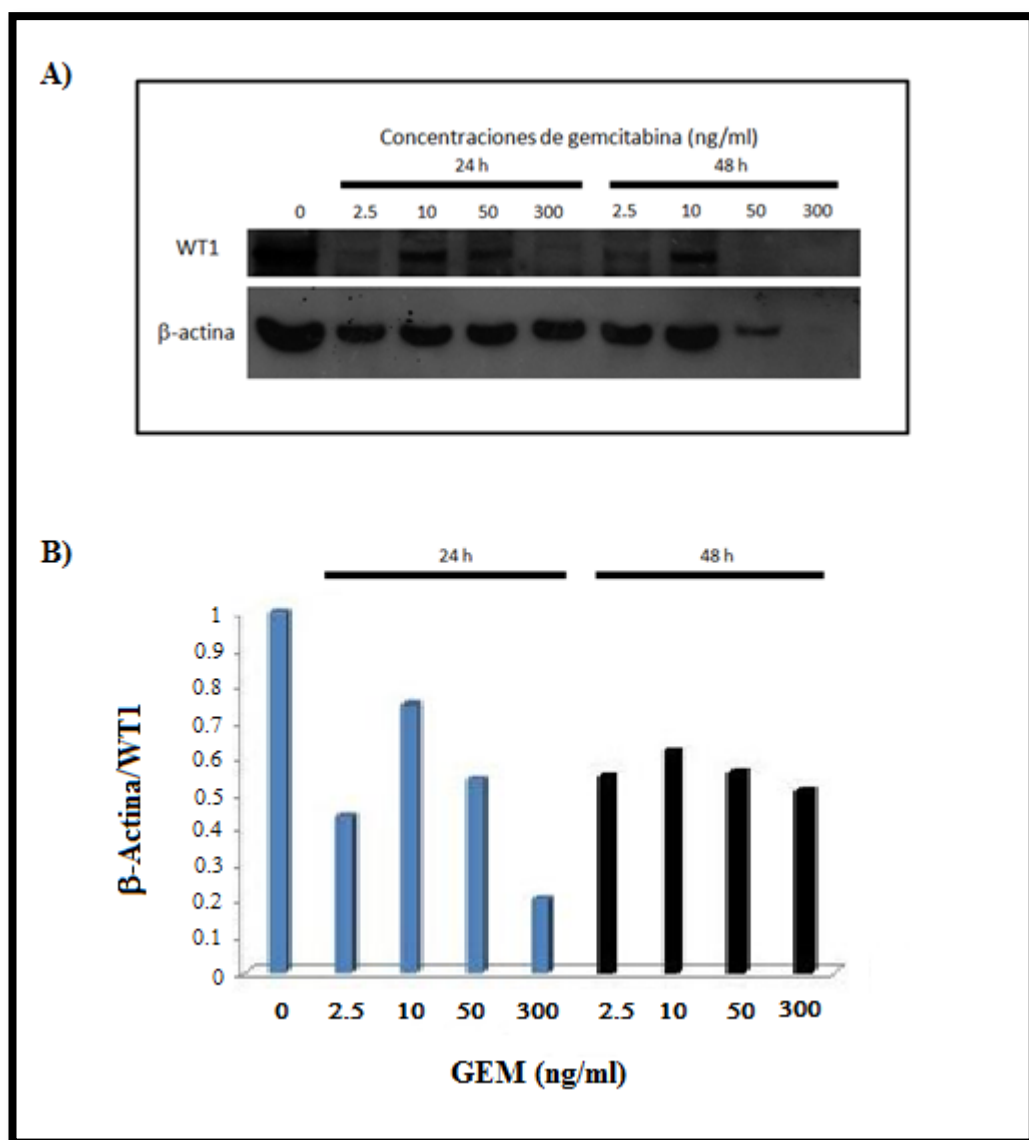 A)
Concentraciones de gemcitabina (ng/ml)
24 h 48 h
0 2.5 10 50 300 2.5 10 50 300
WT1
β-actina
B)
24 h 48 h
β-Actina/WT1
1
0.9
0.8
0.7
0.6
0.5
0.4
0.3
0.2
0.1
0
0 2.5 10 50 300 2.5 10 50 300
GEM (ng/ml)